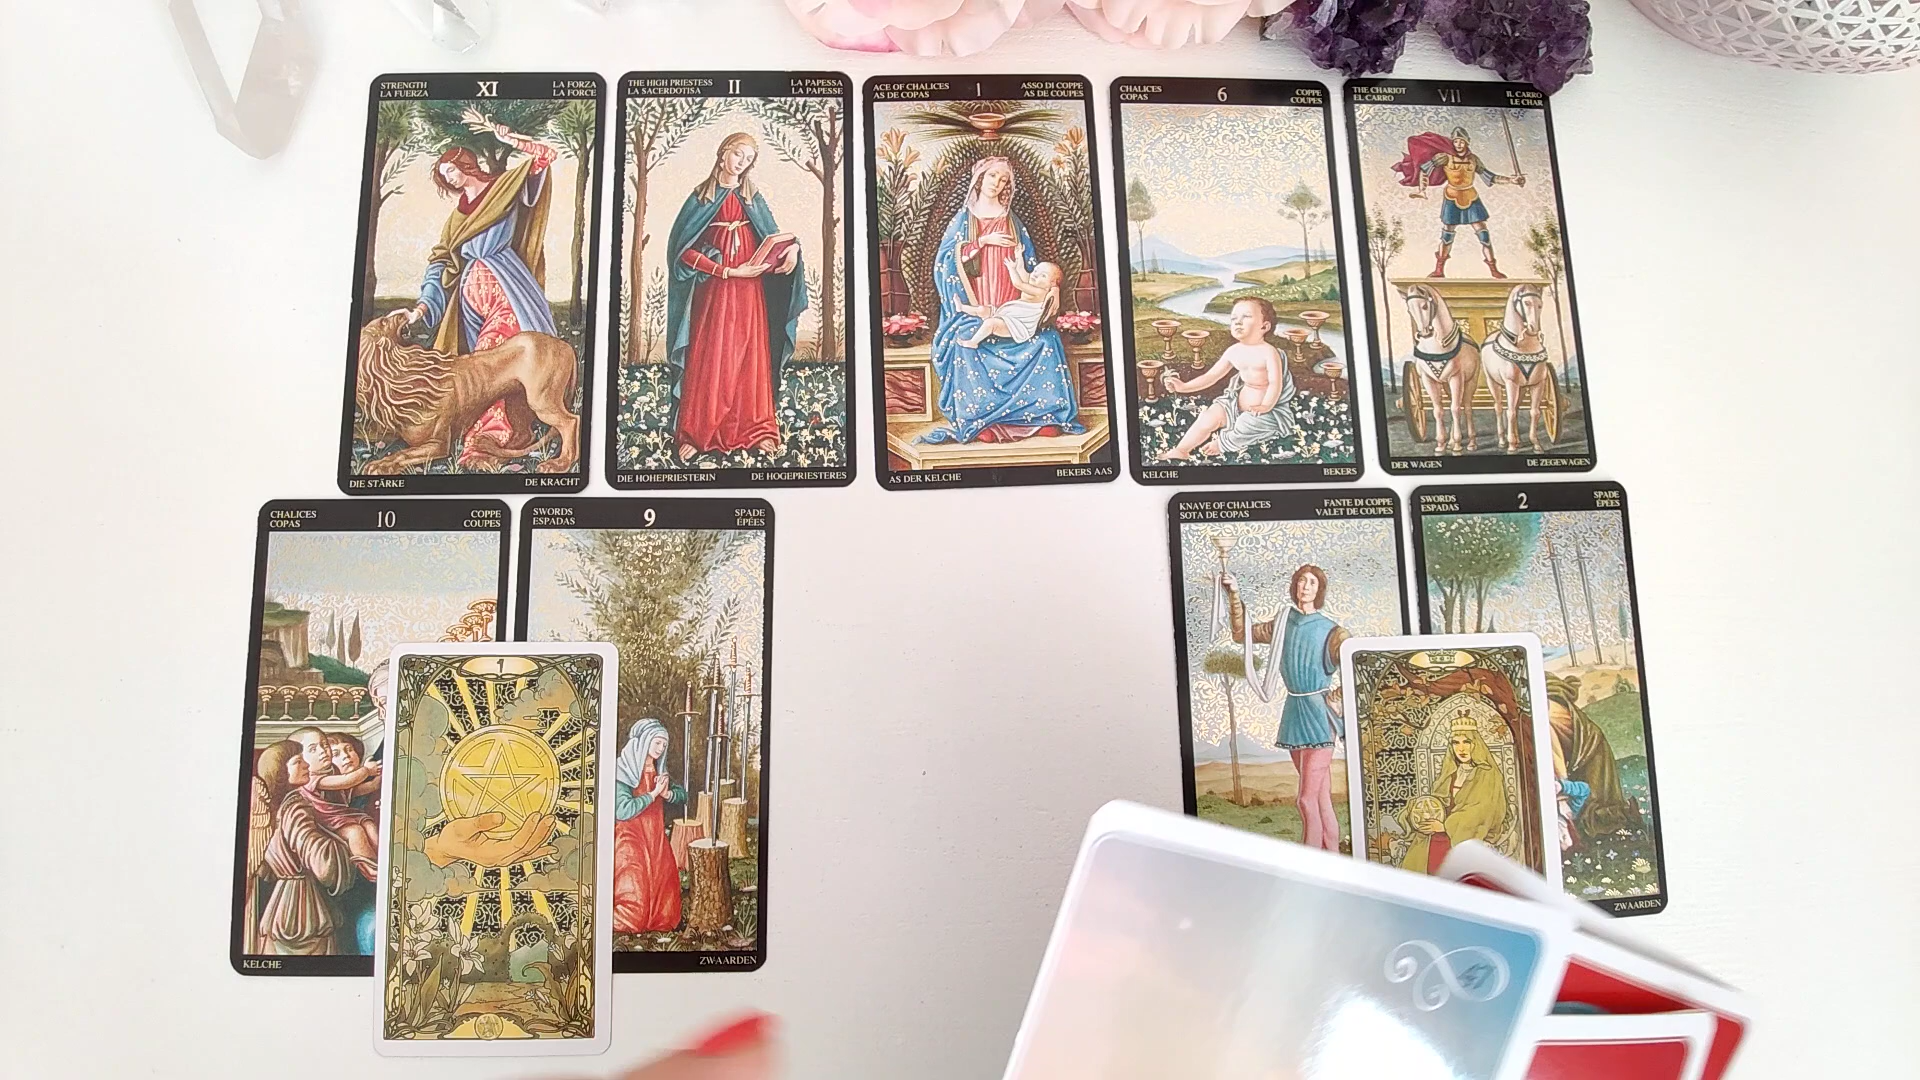 STRENGTH
LA FUERZA
XI
LA FORZA
LA FORCE
DIE STÄRKE
DE KRACHT
THE HIGH PRIESTESS
LA SACERDOTISA
II
LA PAPESSA
LA PAPESSE
DIE HOHEPRIESTERIN
DE HOGEPRIESTERES
ACE OF CHALICES
AS DE COPAS
1
ASSO DI COPPE
AS DE COUPES
AS DER KELCHE
BEKERS AAS
CHALICES
COPAS
6
COPPE
COUPES
KELCHE
BEKERS
THE CHARIOT
EL CARRO
VII
IL CARRO
LE CHAR
DER WAGEN
DE ZEGEWAGEN
CHALICES
COPAS
10
COPPE
COUPES
KELCHE
SWORDS
ESPADAS
9
SPADE
ÉPÉES
ZWAARDEN
1
KNAVE OF CHALICES
SOTA DE COPAS
FANTE DI COPPE
VALET DE COUPES
SWORDS
ESPADAS
2
SPADE
ÉPÉES
ZWAARDEN